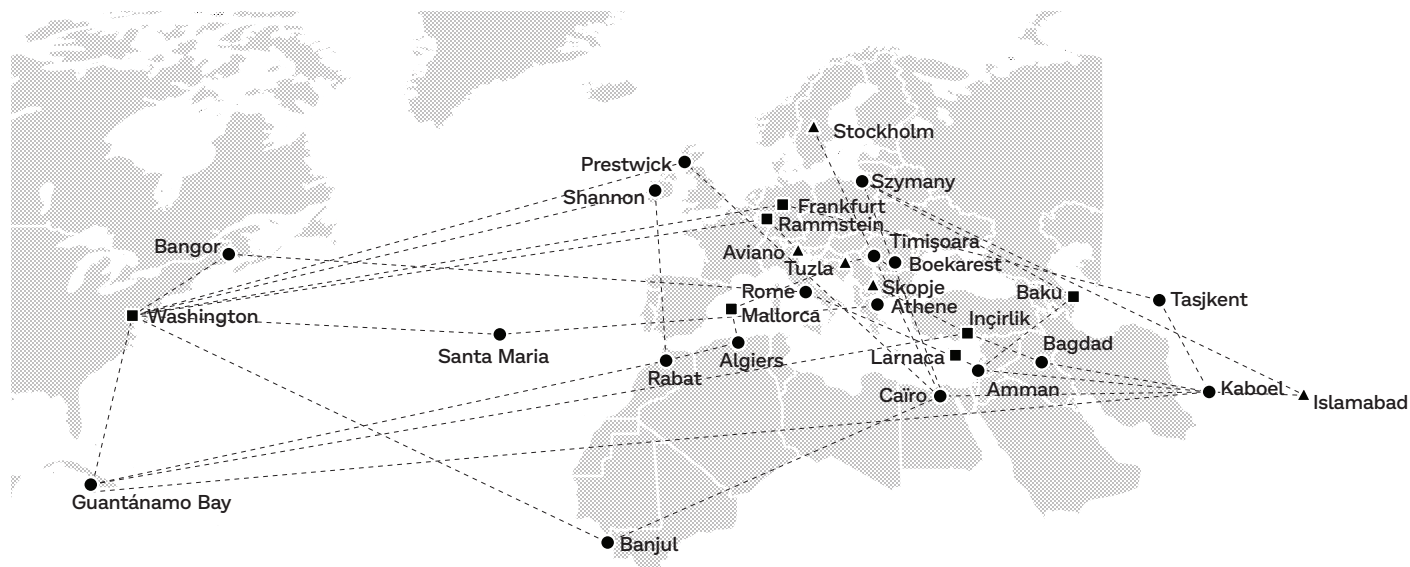 Stockholm
Prestwick
Szymany
Shannon
Frankfurt
Rammstein
Bangor
Aviano
Timişoara
Tuzla
Boekarest
Rome
Skopje
Baku
Tasjkent
Washington
Mallorca
Athene
Inçirlik
Santa Maria
Algiers
Larnaca
Bagdad
Rabat
Caïro
Amman
Kaboel
Islamabad
Guantánamo Bay
Banjul